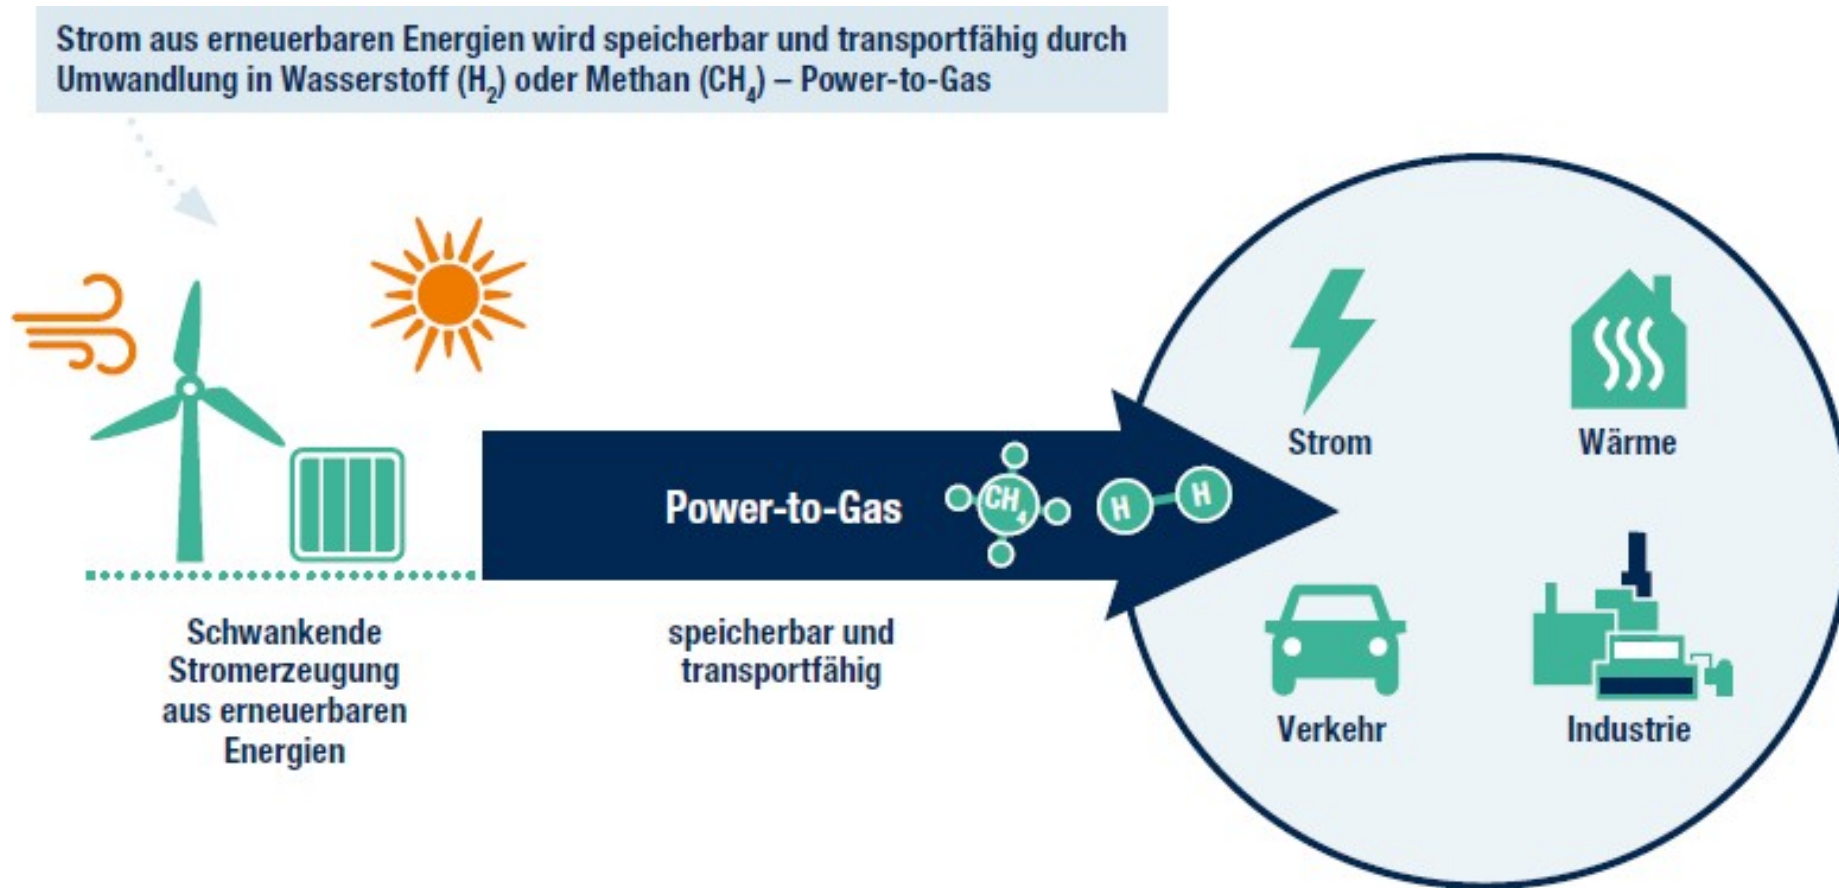 Strom aus erneuerbaren Energien wird speicherbar und transportfähig durch
Umwandlung in Wasserstoff (H₂) oder Methan (CH₄) – Power-to-Gas
Strom
Wärme
Power-to-Gas
CH₄
H
H
Schwankende
Stromerzeugung
aus erneuerbaren
Energien
speicherbar und
transportfähig
Verkehr
Industrie